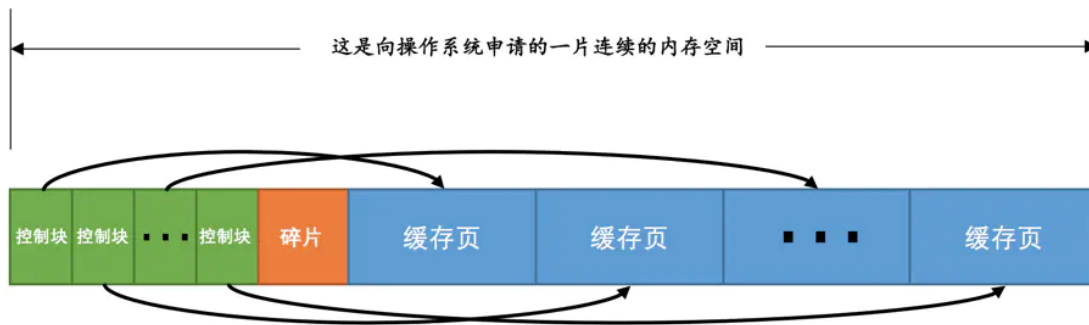 这是向操作系统申请的一片连续的内存空间
控制块 控制块 ··· 控制块 碎片 缓存页 缓存页 ··· 缓存页